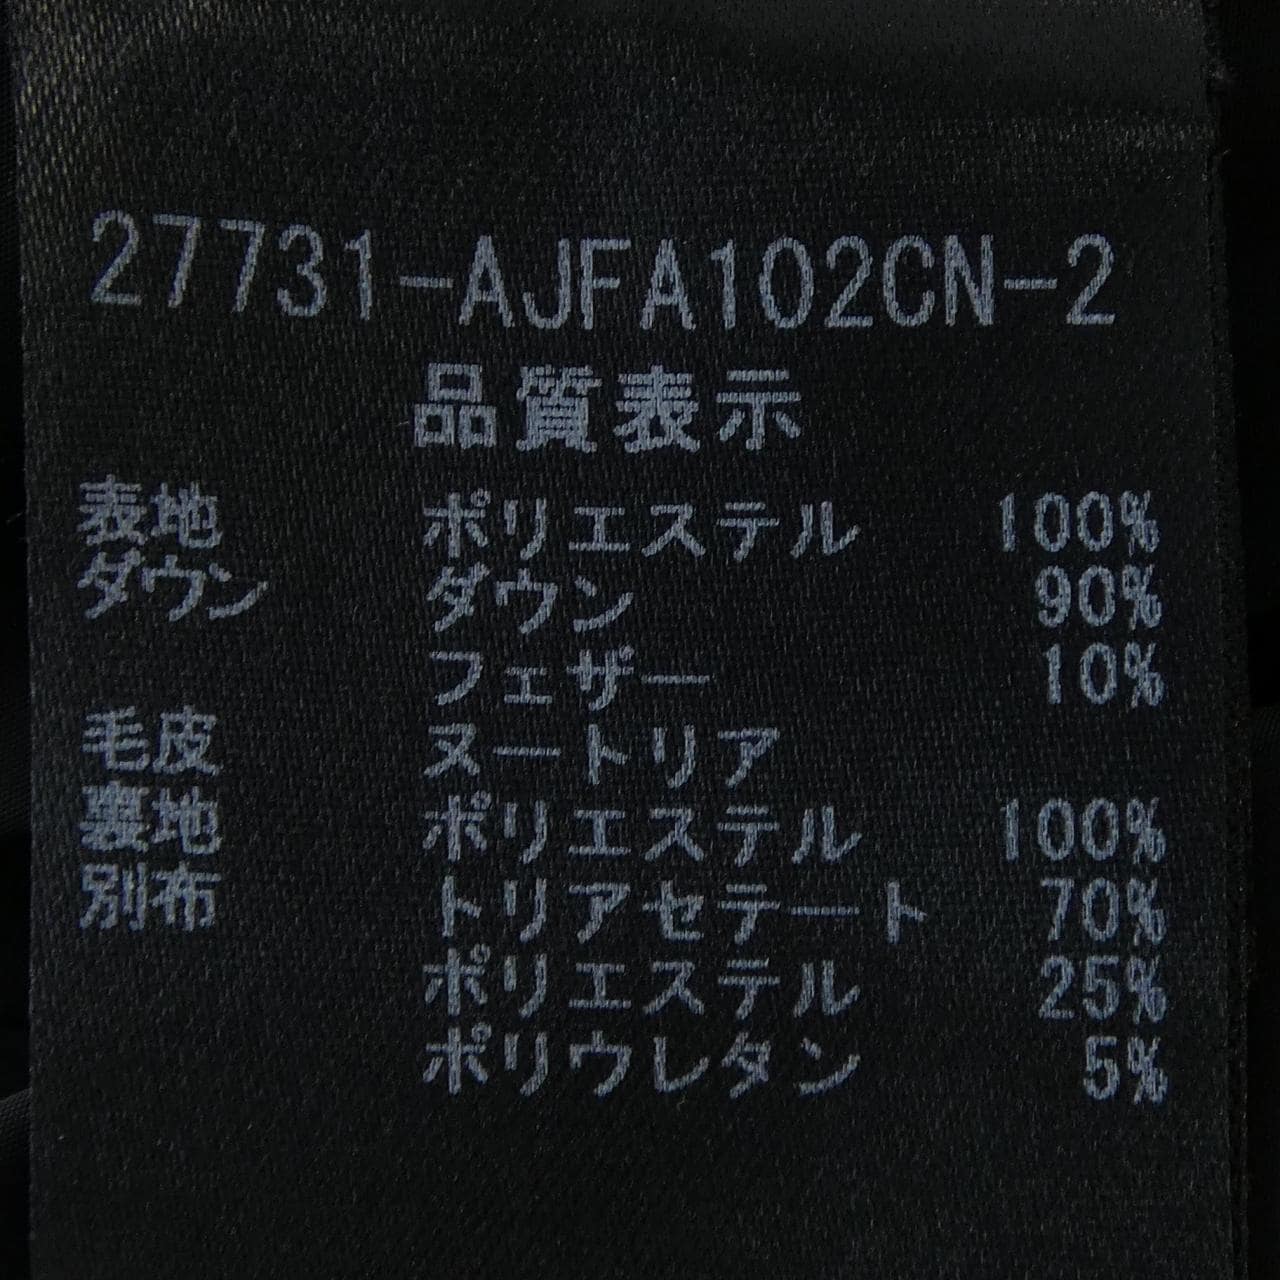 27731-AJFA102CN-2
品質表示
表地 ポリエステル 100%
ダウン ダウン 90%
フェザー 10%
毛皮 ヌートリア
裏地 ポリエステル 100%
別布 トリアセテート 70%
ポリエステル 25%
ポリウレタン 5%